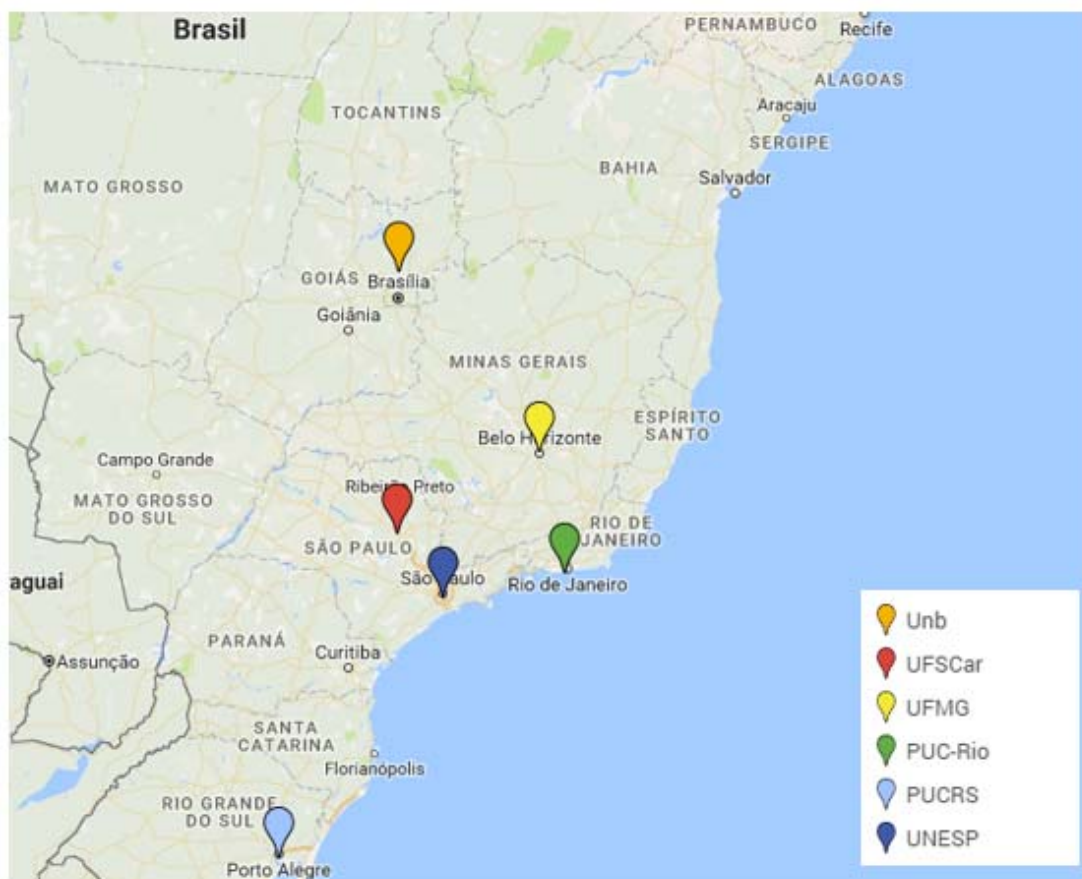 Brasil
PERNAMBUCO
Recife
ALAGOAS
Aracaju
SERGIPE
TOCANTINS
BAHIA
Salvador
MATO GROSSO
GOIÁS
Brasília
Goiânia
MINAS GERAIS
ESPÍRITO
SANTO
Belo Horizonte
Campo Grande
MATO GROSSO
DO SUL
Ribeirão Preto
RIO DE
JANEIRO
SÃO PAULO
São Paulo
Rio de Janeiro
aguai
PARANÁ
Curitiba
Assunção
SANTA
CATARINA
Florianópolis
RIO GRANDE
DO SUL
Porto Alegre
Unb
UFSCar
UFMG
PUC-Rio
PUCRS
UNESP